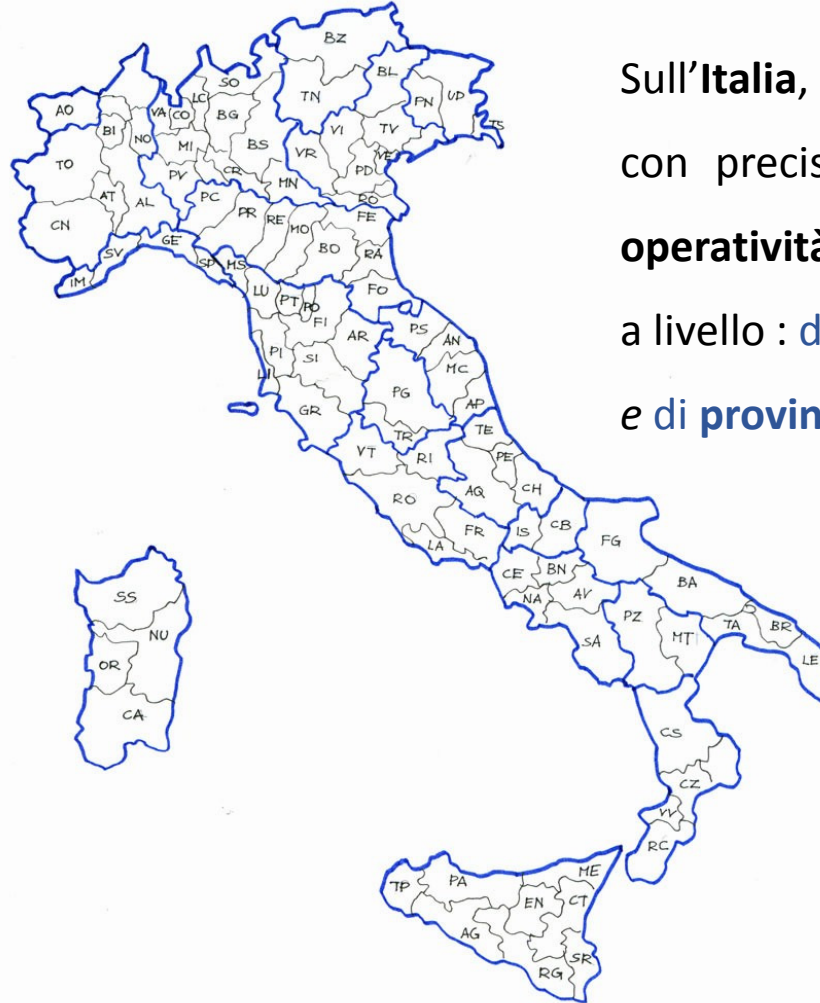 Sull'Italia,
con precis
operatività
a livello : d
e di provin
BZ
SO
BL
TN
LC
PN
UD
AO
VA
CO
BG
TS
BI
NO
VI
TV
MI
BS
VR
VE
TO
PD
PV
CR
MN
RO
AT
PC
FE
AL
PR
RE
MO
CN
BO
RA
GE
SV
SP
MS
FO
IM
LU
PT
PO
FI
PS
AR
AN
PI
SI
MC
LI
PG
AP
GR
TR
TE
VT
RI
PE
AQ
CH
RO
IS
CB
FR
FG
LA
CE
BN
BA
NA
AV
PZ
TA
BR
SS
MT
SA
NU
LE
OR
CA
CS
CZ
VV
RC
ME
TP
PA
EN
CT
AG
SR
RG